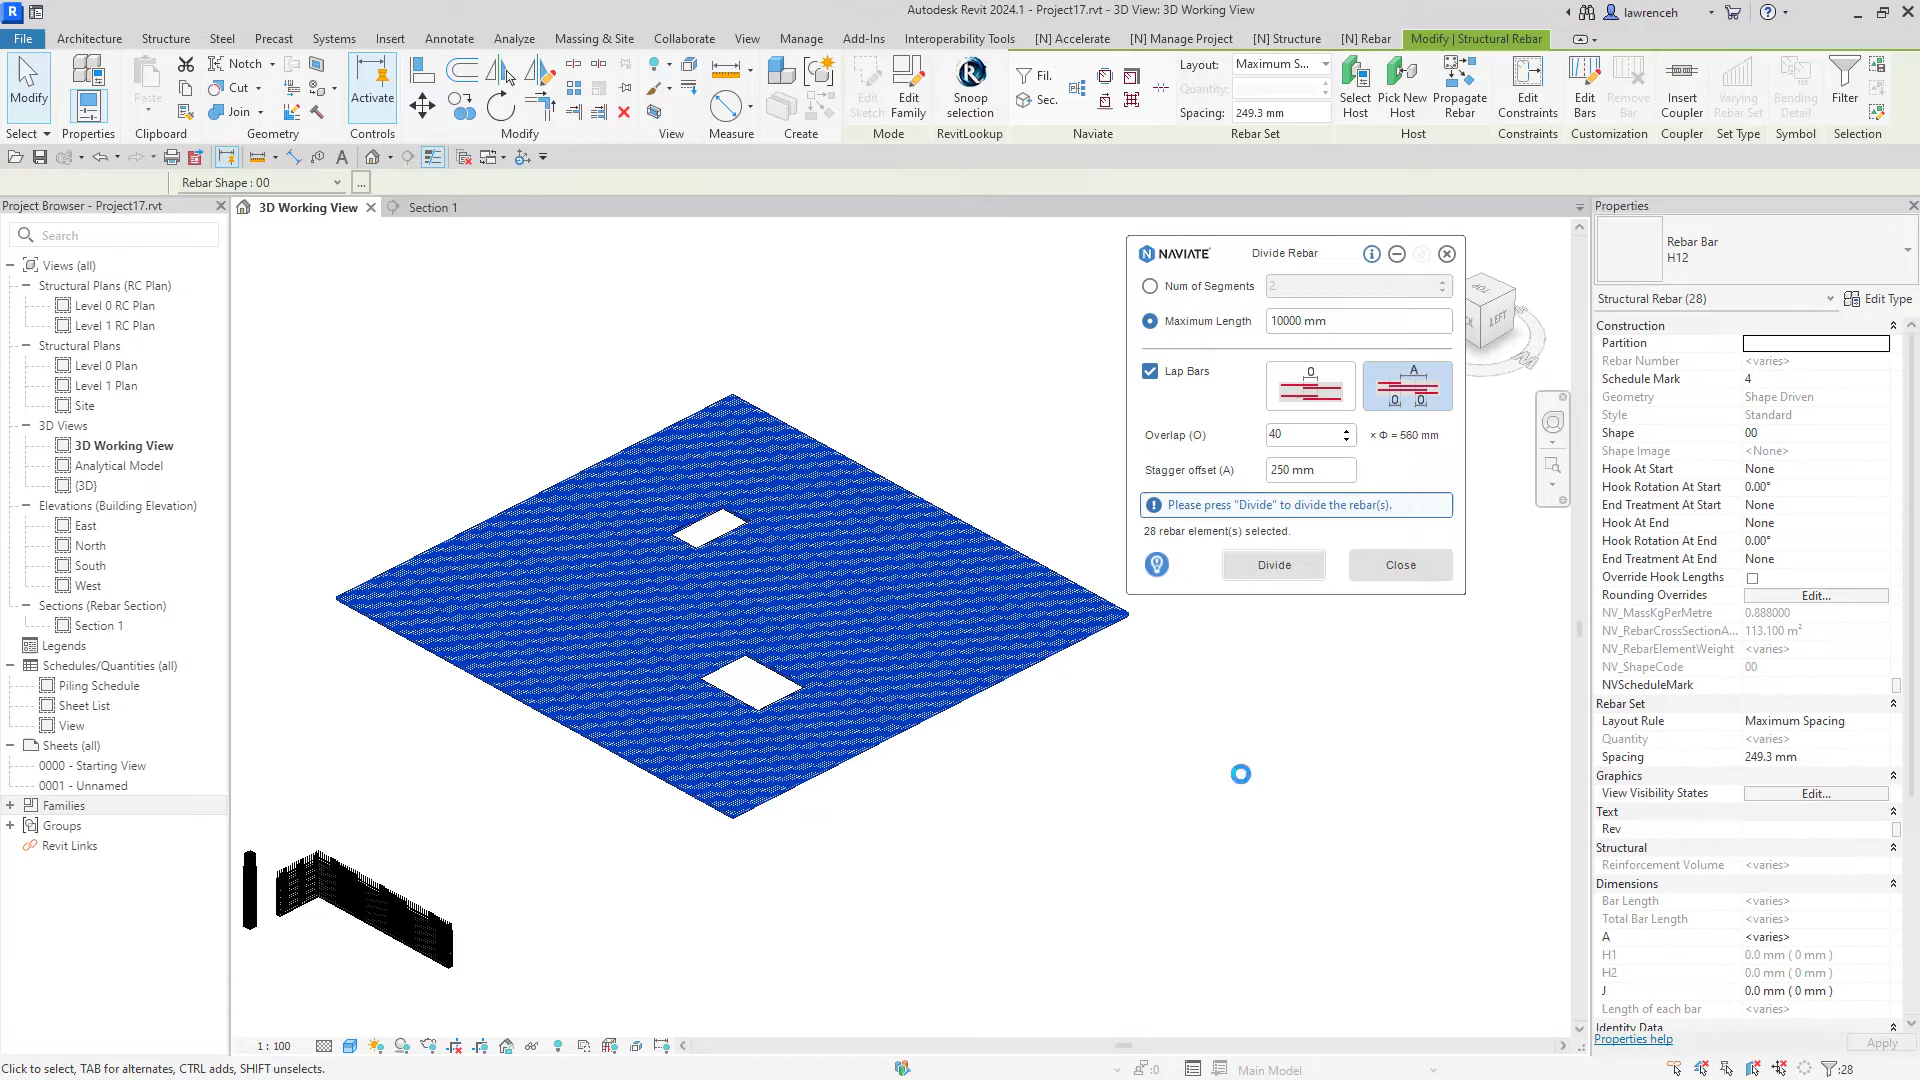 Autodesk Revit 2024.1 - Project17.rvt - 3D View: 3D Working View
lawrenceh
File Architecture Structure Steel Precast Systems Insert Annotate Analyze Massing & Site Collaborate View Manage Add-Ins Interoperability Tools [N] Accelerate [N] Manage Project [N] Structure [N] Rebar Modify | Structural Rebar
Modify
Select
Properties
Paste
Clipboard
Notch
Cut
Join
Geometry
Activate
Controls
Modify
View
Measure
Create
Edit Sketch
Edit Family
Mode
Snoop selection
RevitLookup
Fil.
Sec.
Naviate
Layout: Maximum S...
Quantity:
Spacing: 249.3 mm
Rebar Set
Select Host
Pick New Host
Propagate Rebar
Host
Edit Constraints
Constraints
Edit Bars
Remove Bar
Customization
Insert Coupler
Coupler
Varying Rebar Set
Set Type
Bending Detail
Symbol
Filter
Selection
Rebar Shape : 00
...
Project Browser - Project17.rvt
Search
Views (all)
Structural Plans (RC Plan)
Level 0 RC Plan
Level 1 RC Plan
Structural Plans
Level 0 Plan
Level 1 Plan
Site
3D Views
3D Working View
Analytical Model
{3D}
Elevations (Building Elevation)
East
North
South
West
Sections (Rebar Section)
Section 1
Legends
Schedules/Quantities (all)
Piling Schedule
Sheet List
View
Sheets (all)
0000 - Starting View
0001 - Unnamed
Families
Groups
Revit Links
3D Working View
Section 1
NAVIATE Divide Rebar
Num of Segments 2
Maximum Length 10000 mm
Lap Bars
O
A
O O
Overlap (O) 40 × Φ = 560 mm
Stagger offset (A) 250 mm
Please press "Divide" to divide the rebar(s).
28 rebar element(s) selected.
Divide
Close
TOP
LEFT
Properties
Rebar Bar
H12
Structural Rebar (28)
Edit Type
Construction
Partition
Rebar Number <varies>
Schedule Mark 4
Geometry Shape Driven
Style Standard
Shape 00
Shape Image <None>
Hook At Start None
Hook Rotation At Start 0.00°
End Treatment At Start None
Hook At End None
Hook Rotation At End 0.00°
End Treatment At End None
Override Hook Lengths
Rounding Overrides Edit...
NV_MassKgPerMetre 0.888000
NV_RebarCrossSectionA... 113.100 m²
NV_RebarElementWeight <varies>
NV_ShapeCode 00
NVScheduleMark
Rebar Set
Layout Rule Maximum Spacing
Quantity <varies>
Spacing 249.3 mm
Graphics
View Visibility States Edit...
Text
Rev
Structural
Reinforcement Volume <varies>
Dimensions
Bar Length <varies>
Total Bar Length <varies>
A <varies>
H1 0.0 mm ( 0 mm )
H2 0.0 mm ( 0 mm )
J 0.0 mm ( 0 mm )
Length of each bar <varies>
Identity Data
Properties help
Apply
1 : 100
Click to select, TAB for alternates, CTRL adds, SHIFT unselects.
:0
Main Model
:28